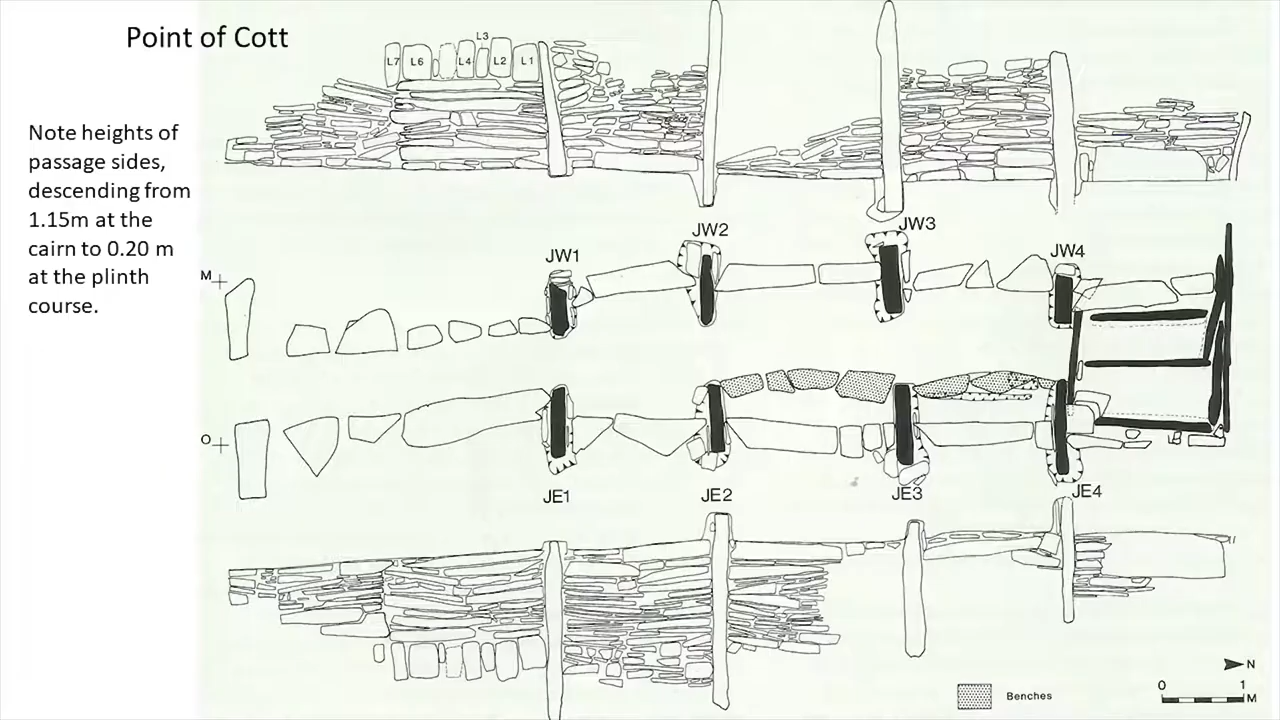 Point of Cott
Note heights of
passage sides,
descending from
1.15m at the
cairn to 0.20 m
at the plinth
course.
L3
L7 L6 L4 L2 L1
JW1 JW2 JW3 JW4
M
O
JE1 JE2 JE3 JE4
N
0 1
M
Benches